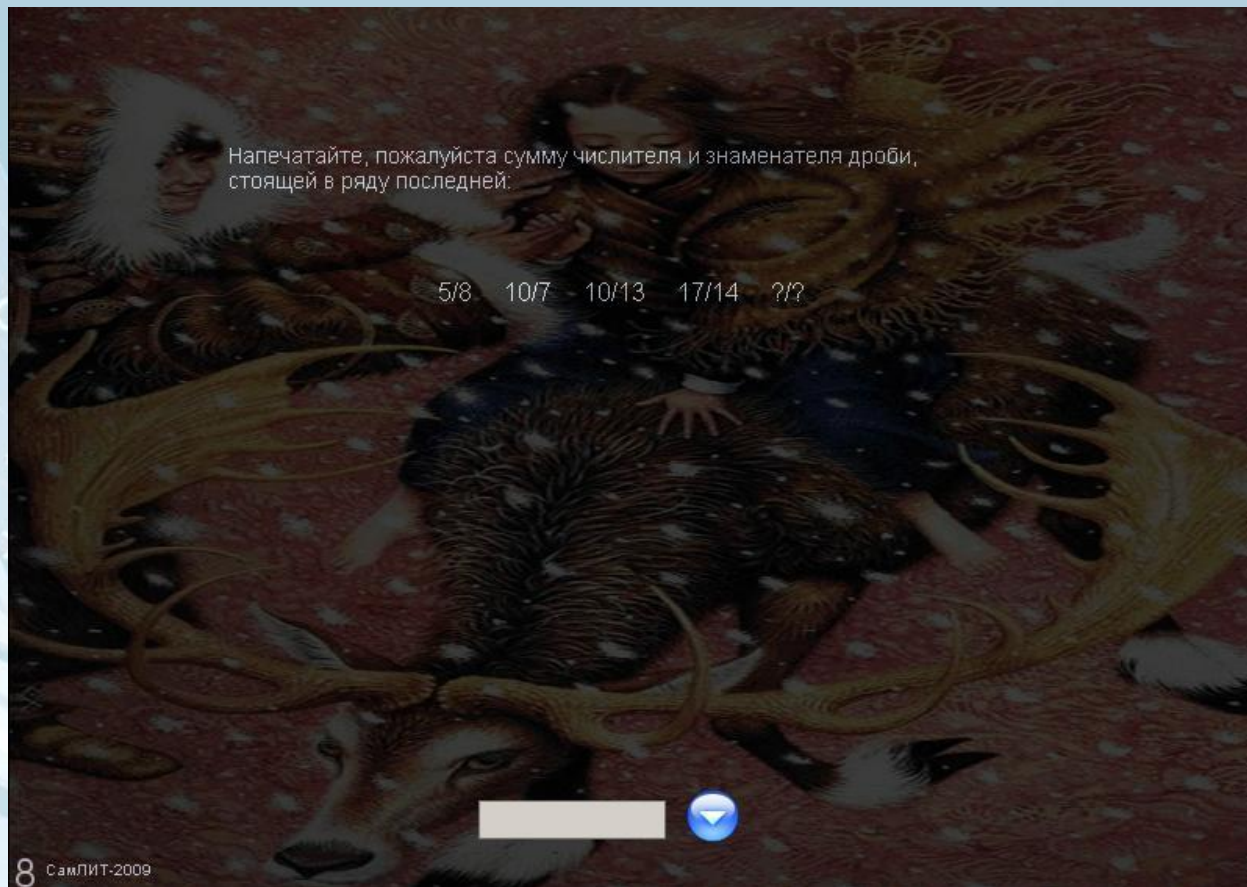 Напечатайте, пожалуйста сумму числителя и знаменателя дроби,
стоящей в ряду последней:
5/8 10/7 10/13 17/14 ?/?
8 СамЛИТ-2009